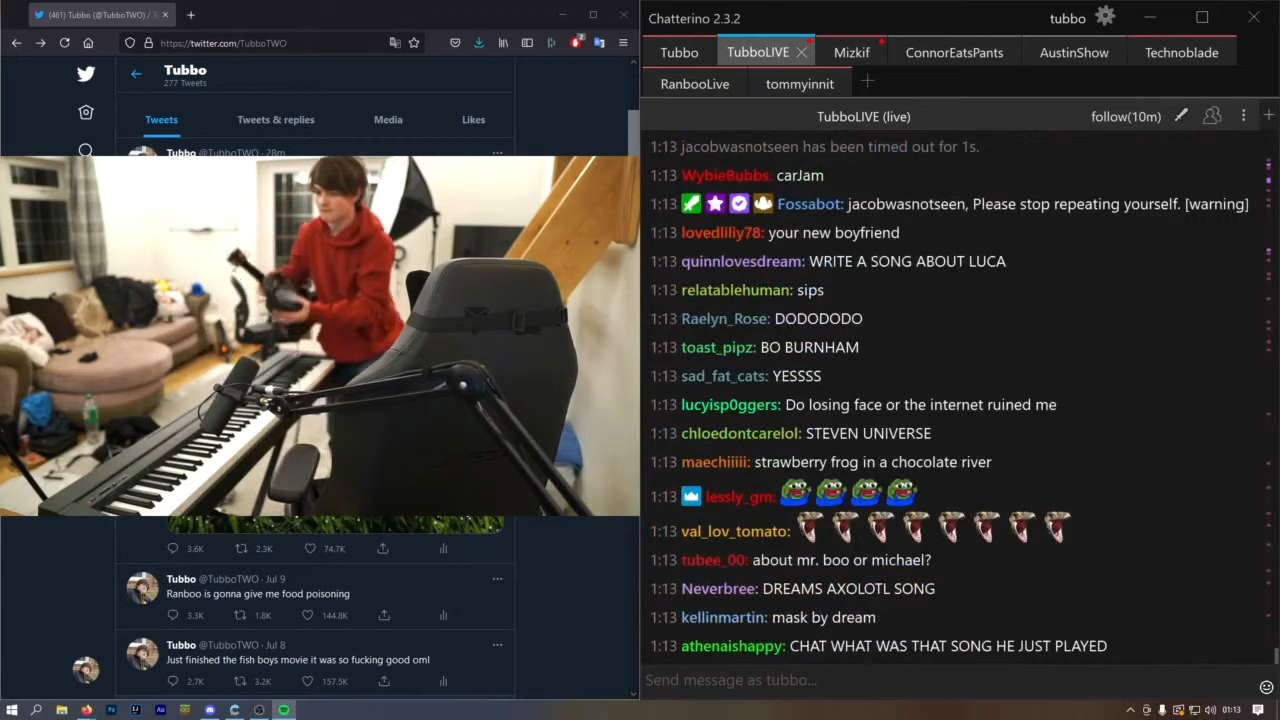 (461) Tubbo (@TubboTWO) / T
https://twitter.com/TubboTWO
2
Tubbo
277 Tweets
Tweets
Tweets & replies
Media
Likes
Tubbo @TubboTWO · 28m
3.6K
2.3K
74.7K
Tubbo @TubboTWO · Jul 9
Ranboo is gonna give me food poisoning
3.3K
1.8K
144.8K
Tubbo @TubboTWO · Jul 8
Just finished the fish boys movie it was so fucking good oml
2.7K
3.2K
157.5K
Chatterino 2.3.2
tubbo
Tubbo
TubboLIVE
Mizkif
ConnorEatsPants
AustinShow
Technoblade
RanbooLive
tommyinnit
TubboLIVE (live)
follow(10m)
1:13 jacobwasnotseen has been timed out for 1s.
1:13 WybieBubbs: carJam
1:13 Fossabot: jacobwasnotseen, Please stop repeating yourself. [warning]
1:13 lovedliliy78: your new boyfriend
1:13 quinnlovesdream: WRITE A SONG ABOUT LUCA
1:13 relatablehuman: sips
1:13 Raelyn_Rose: DODODODO
1:13 toast_pipz: BO BURNHAM
1:13 sad_fat_cats: YESSSS
1:13 lucyisp0ggers: Do losing face or the internet ruined me
1:13 chloedontcarelol: STEVEN UNIVERSE
1:13 maechiiiii: strawberry frog in a chocolate river
1:13 lessly_gm:
1:13 val_lov_tomato:
1:13 tubee_00: about mr. boo or michael?
1:13 Neverbree: DREAMS AXOLOTL SONG
1:13 kellinmartin: mask by dream
1:13 athenaishappy: CHAT WHAT WAS THAT SONG HE JUST PLAYED
Send message as tubbo...
Ps
Au
01:13